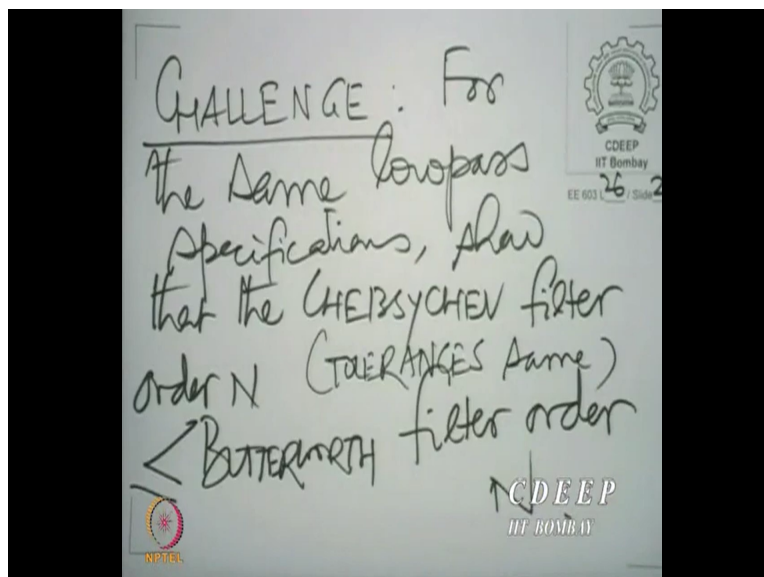 CHALLENGE: For
the same lowpass
specifications, show
that the CHEBSYCHEV filter
order N (TOLERANCES same)
≤ BUTTERWORTH filter order
N
CDEEP
IIT Bombay
EE 603 L 26 / Side 2
CDEEP
IIT BOMBAY
NPTEL